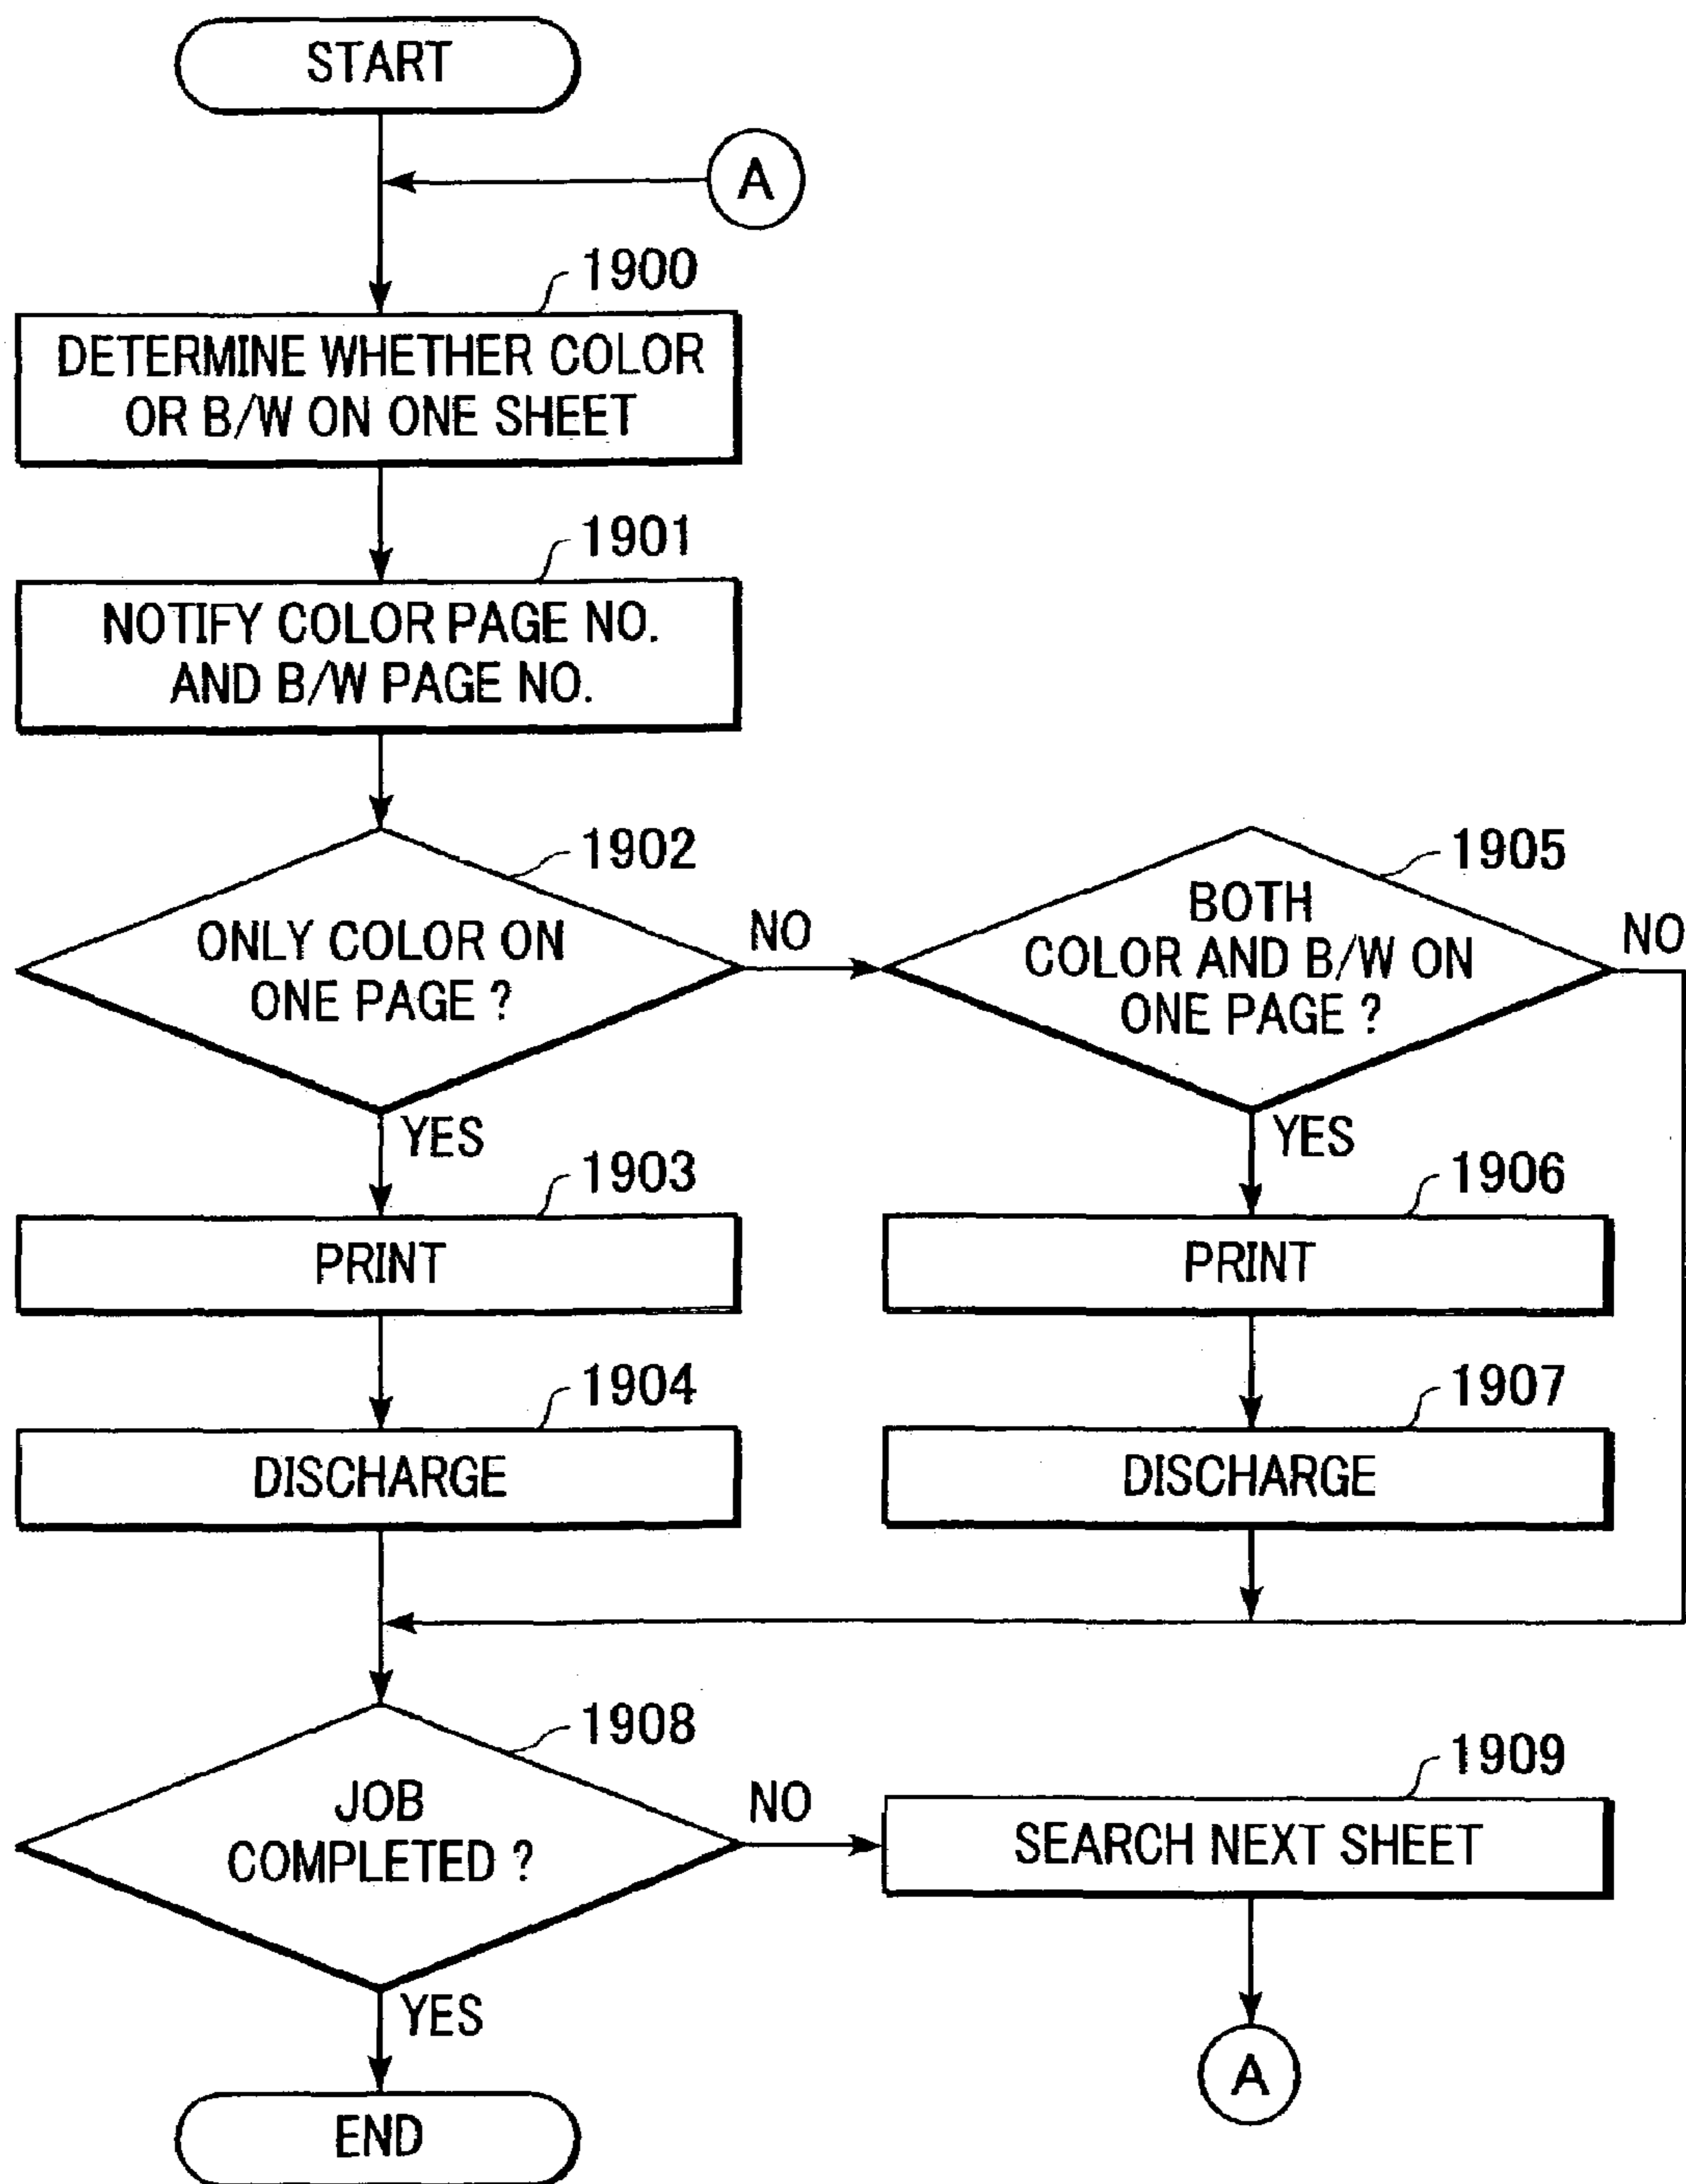 START
A
1900
DETERMINE WHETHER COLOR
OR B/W ON ONE SHEET
1901
NOTIFY COLOR PAGE NO.
AND B/W PAGE NO.
1902
ONLY COLOR ON
ONE PAGE ?
NO
1905
BOTH
COLOR AND B/W ON
ONE PAGE ?
NO
YES
YES
1903
PRINT
1906
PRINT
1904
DISCHARGE
1907
DISCHARGE
1908
JOB
COMPLETED ?
NO
1909
SEARCH NEXT SHEET
YES
A
END